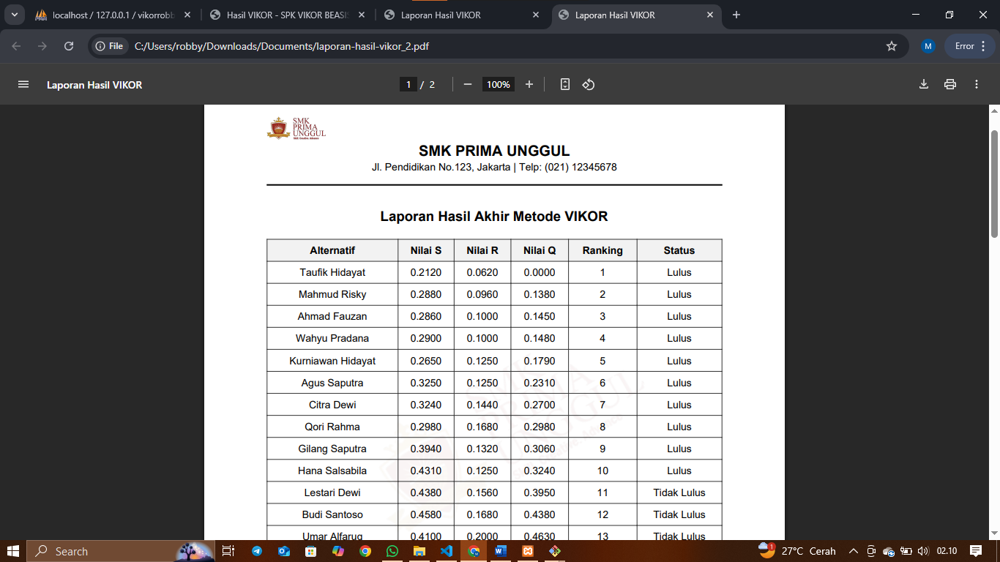 localhost / 127.0.0.1 / vikorrobb
Hasil VIKOR - SPK VIKOR BEASIS
Laporan Hasil VIKOR
Laporan Hasil VIKOR
File C:/Users/robby/Downloads/Documents/laporan-hasil-vikor_2.pdf
M
Error
Laporan Hasil VIKOR
1 / 2
100%
SMK
PRIMA
UNGGUL
SMK PRIMA UNGGUL
Jl. Pendidikan No.123, Jakarta | Telp: (021) 12345678
Laporan Hasil Akhir Metode VIKOR
Alternatif Nilai S Nilai R Nilai Q Ranking Status
Taufik Hidayat 0.2120 0.0620 0.0000 1 Lulus
Mahmud Risky 0.2880 0.0960 0.1380 2 Lulus
Ahmad Fauzan 0.2860 0.1000 0.1450 3 Lulus
Wahyu Pradana 0.2900 0.1000 0.1480 4 Lulus
Kurniawan Hidayat 0.2650 0.1250 0.1790 5 Lulus
Agus Saputra 0.3250 0.1250 0.2310 6 Lulus
Citra Dewi 0.3240 0.1440 0.2700 7 Lulus
Qori Rahma 0.2980 0.1680 0.2980 8 Lulus
Gilang Saputra 0.3940 0.1320 0.3060 9 Lulus
Hana Salsabila 0.4310 0.1250 0.3240 10 Lulus
Lestari Dewi 0.4380 0.1560 0.3950 11 Tidak Lulus
Budi Santoso 0.4580 0.1680 0.4380 12 Tidak Lulus
Umar Alfaruq 0.4100 0.2000 0.4630 13 Tidak Lulus
SMK
PRIMA
UNGGUL
Search
1
27°C Cerah
02.10